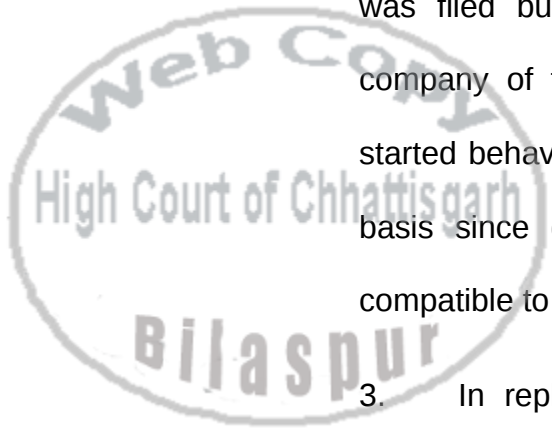 was filed bu
Web Copy
company of
started behav
High Court of Chhattisgarh
basis since
compatible to
Bilaspur
3. In rep